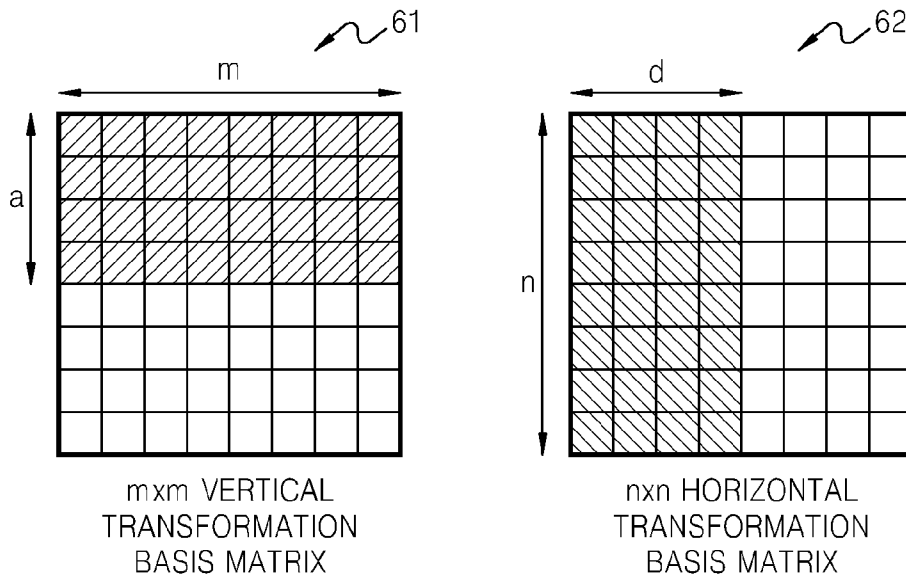 61
62
m
d
a
n
mxm VERTICAL
TRANSFORMATION
BASIS MATRIX
nxn HORIZONTAL
TRANSFORMATION
BASIS MATRIX